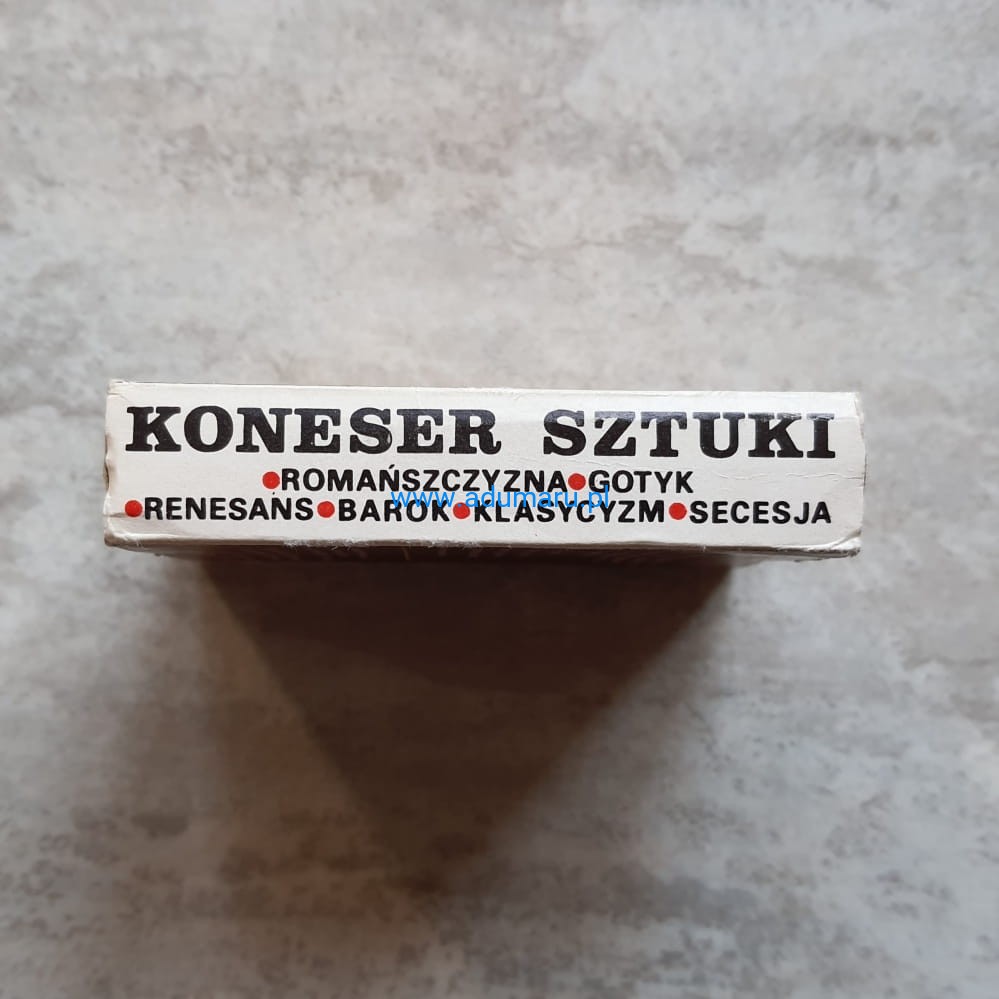 KONESER SZTUKI
●ROMAŃSZCZYZNA●GOTYK
www.adumaru.pl
●RENESANS●BAROK●KLASYCYZM●SECESJA